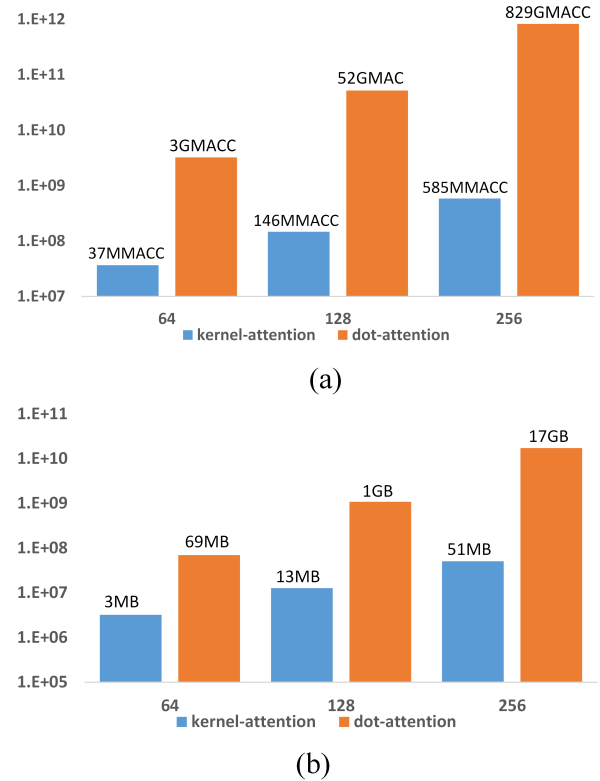 1.E+12
829GMACC
1.E+11
52GMAC
1.E+10
3GMACC
1.E+09
585MMACC
146MMACC
1.E+08
37MMACC
1.E+07
64 128 256
kernel-attention dot-attention
(a)
1.E+11
17GB
1.E+10
1GB
1.E+09
69MB
1.E+08
51MB
13MB
1.E+07
3MB
1.E+06
1.E+05
64 128 256
kernel-attention dot-attention
(b)